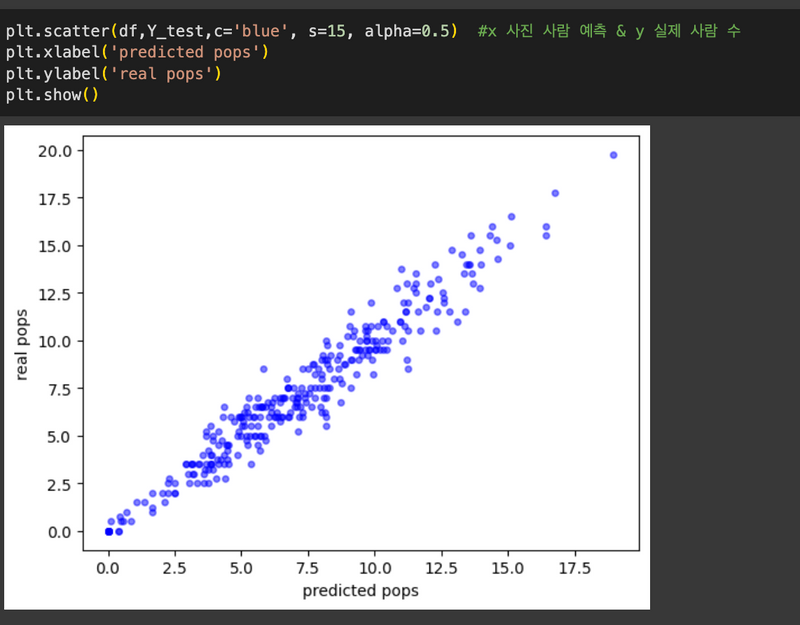 plt.scatter(df,Y_test,c='blue', s=15, alpha=0.5)  #x 사진 사람 예측 & y 실제 사람 수
plt.xlabel('predicted pops')
plt.ylabel('real pops')
plt.show()
20.0
17.5
15.0
12.5
10.0
7.5
5.0
2.5
0.0
real pops
0.0 2.5 5.0 7.5 10.0 12.5 15.0 17.5
predicted pops